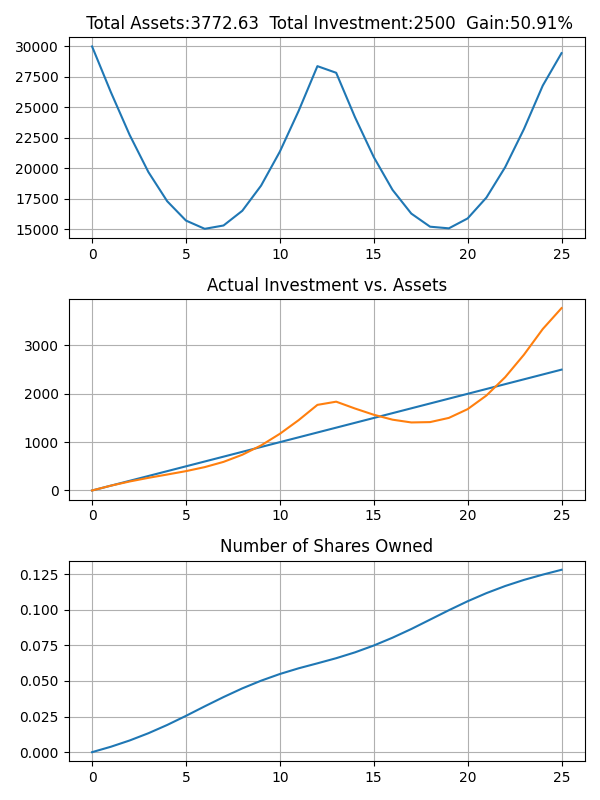 Total Assets:3772.63  Total Investment:2500  Gain:50.91%
30000
27500
25000
22500
20000
17500
15000
0 5 10 15 20 25
Actual Investment vs. Assets
3000
2000
1000
0
0 5 10 15 20 25
Number of Shares Owned
0.125
0.100
0.075
0.050
0.025
0.000
0 5 10 15 20 25